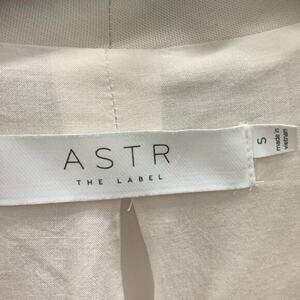 ASTR
THE LABEL
S
made in
vietnam